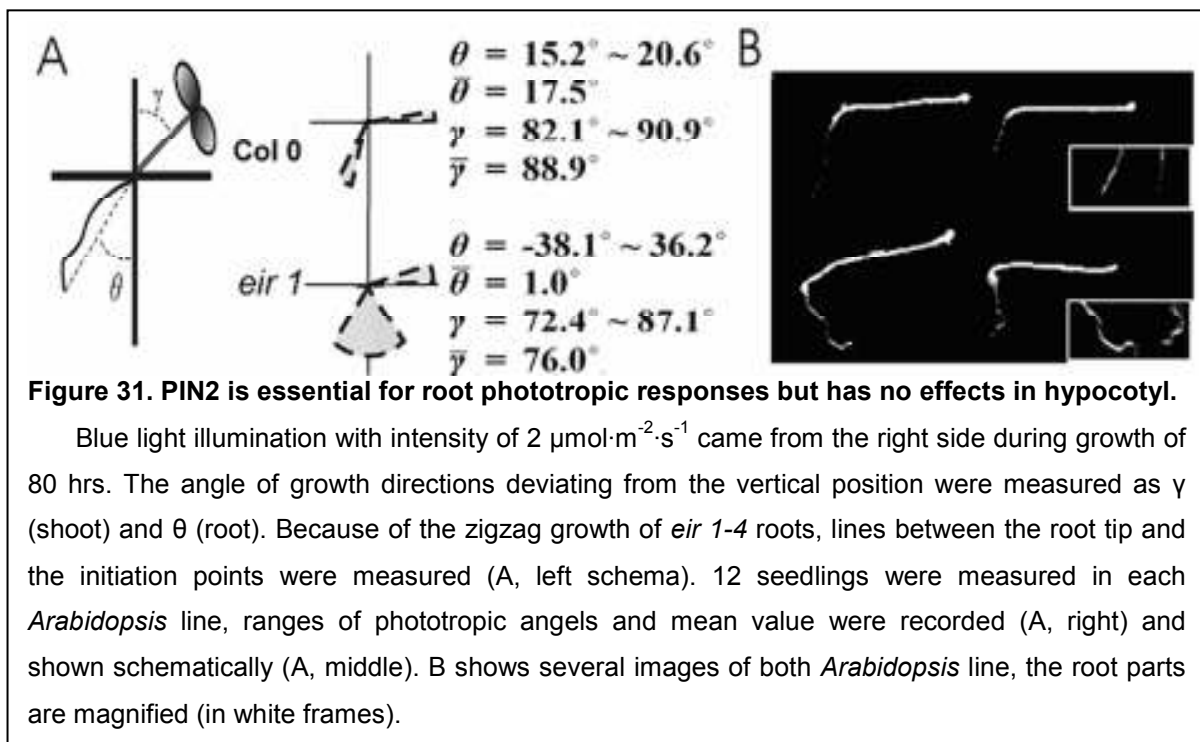 A
γ
θ
Col 0
θ = 15.2° ~ 20.6°
θ̄ = 17.5°
γ = 82.1° ~ 90.9°
γ̄ = 88.9°
eir 1
θ = -38.1° ~ 36.2°
θ̄ = 1.0°
γ = 72.4° ~ 87.1°
γ̄ = 76.0°
B
Figure 31. PIN2 is essential for root phototropic responses but has no effects in hypocotyl.
Blue light illumination with intensity of 2 μmol·m⁻²·s⁻¹ came from the right side during growth of
80 hrs. The angle of growth directions deviating from the vertical position were measured as γ
(shoot) and θ (root). Because of the zigzag growth of eir 1-4 roots, lines between the root tip and
the initiation points were measured (A, left schema). 12 seedlings were measured in each
Arabidopsis line, ranges of phototropic angels and mean value were recorded (A, right) and
shown schematically (A, middle). B shows several images of both Arabidopsis line, the root parts
are magnified (in white frames).